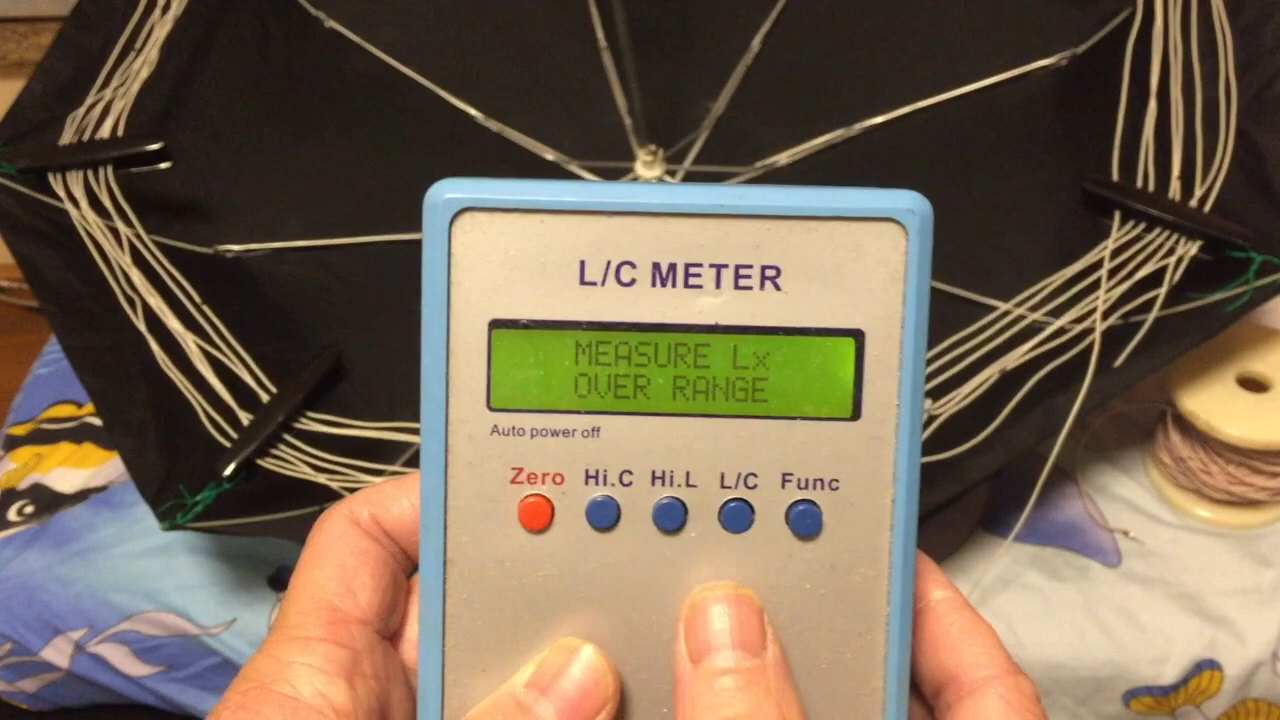 L/C METER
MEASURE Lx
OVER RANGE
Auto power off
Zero Hi.C Hi.L L/C Func